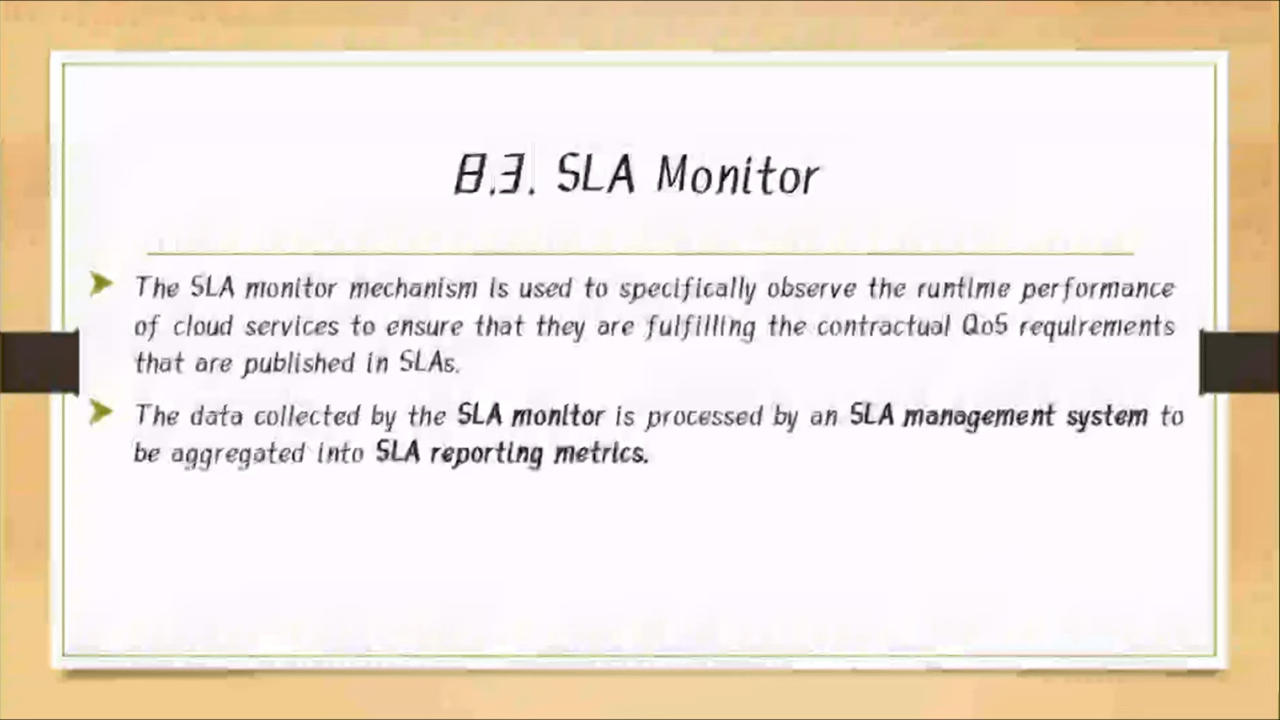 8.3. SLA Monitor
The SLA monitor mechanism is used to specifically observe the runtime performance
of cloud services to ensure that they are fulfilling the contractual QoS requirements
that are published in SLAs.
The data collected by the SLA monitor is processed by an SLA management system to
be aggregated into SLA reporting metrics.